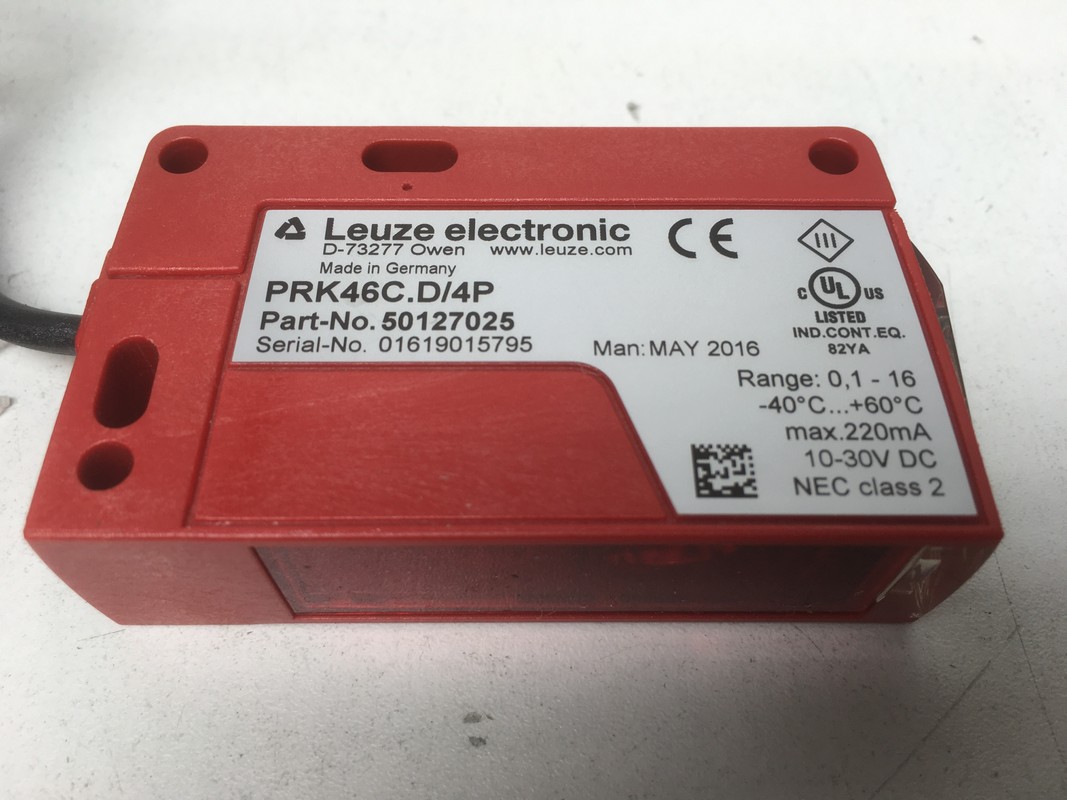 Leuze electronic
D-73277 Owen www.leuze.com
Made in Germany
PRK46C.D/4P
Part-No. 50127025
Serial-No. 01619015795
Man: MAY 2016
CE
III
C UL US
LISTED
IND.CONT.EQ.
82YA
Range: 0,1 - 16
-40°C...+60°C
max.220mA
10-30V DC
NEC class 2